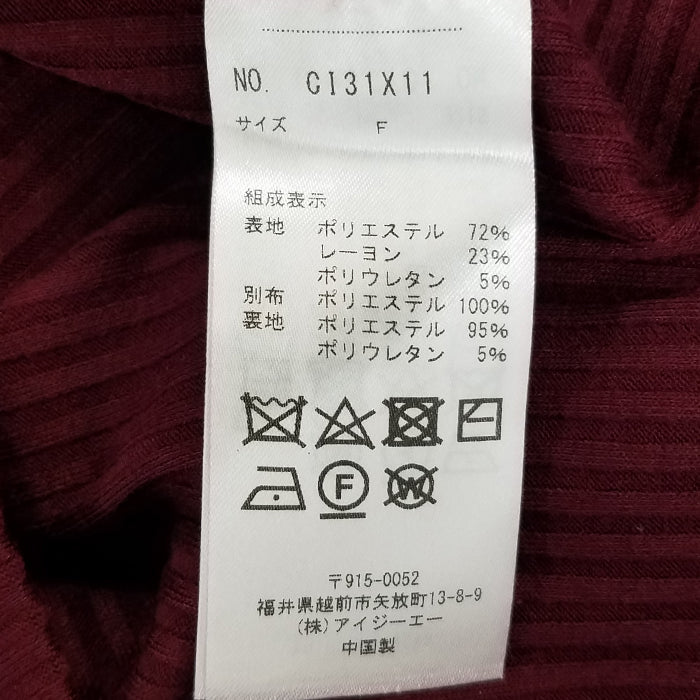 NO. CI31X11
サイズ F
組成表示
表地 ポリエステル 72%
レーヨン 23%
ポリウレタン 5%
別布 ポリエステル 100%
裏地 ポリエステル 95%
ポリウレタン 5%
F
W
〒915-0052
福井県越前市矢放町13-8-9
(株)アイジーエー
中国製